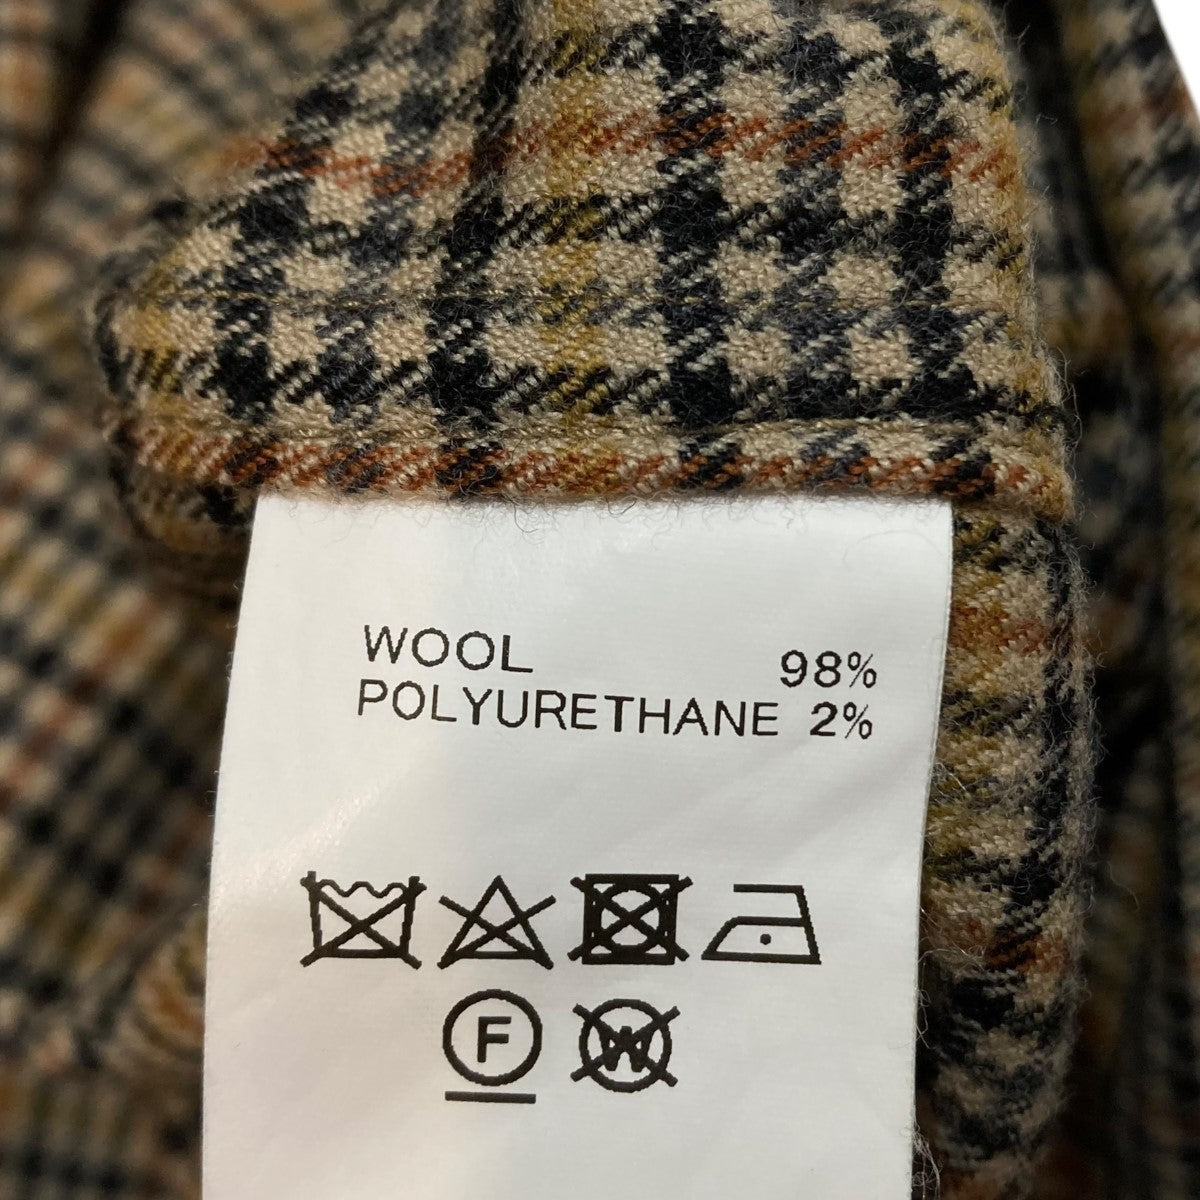 WOOL 98%
POLYURETHANE 2%
F W